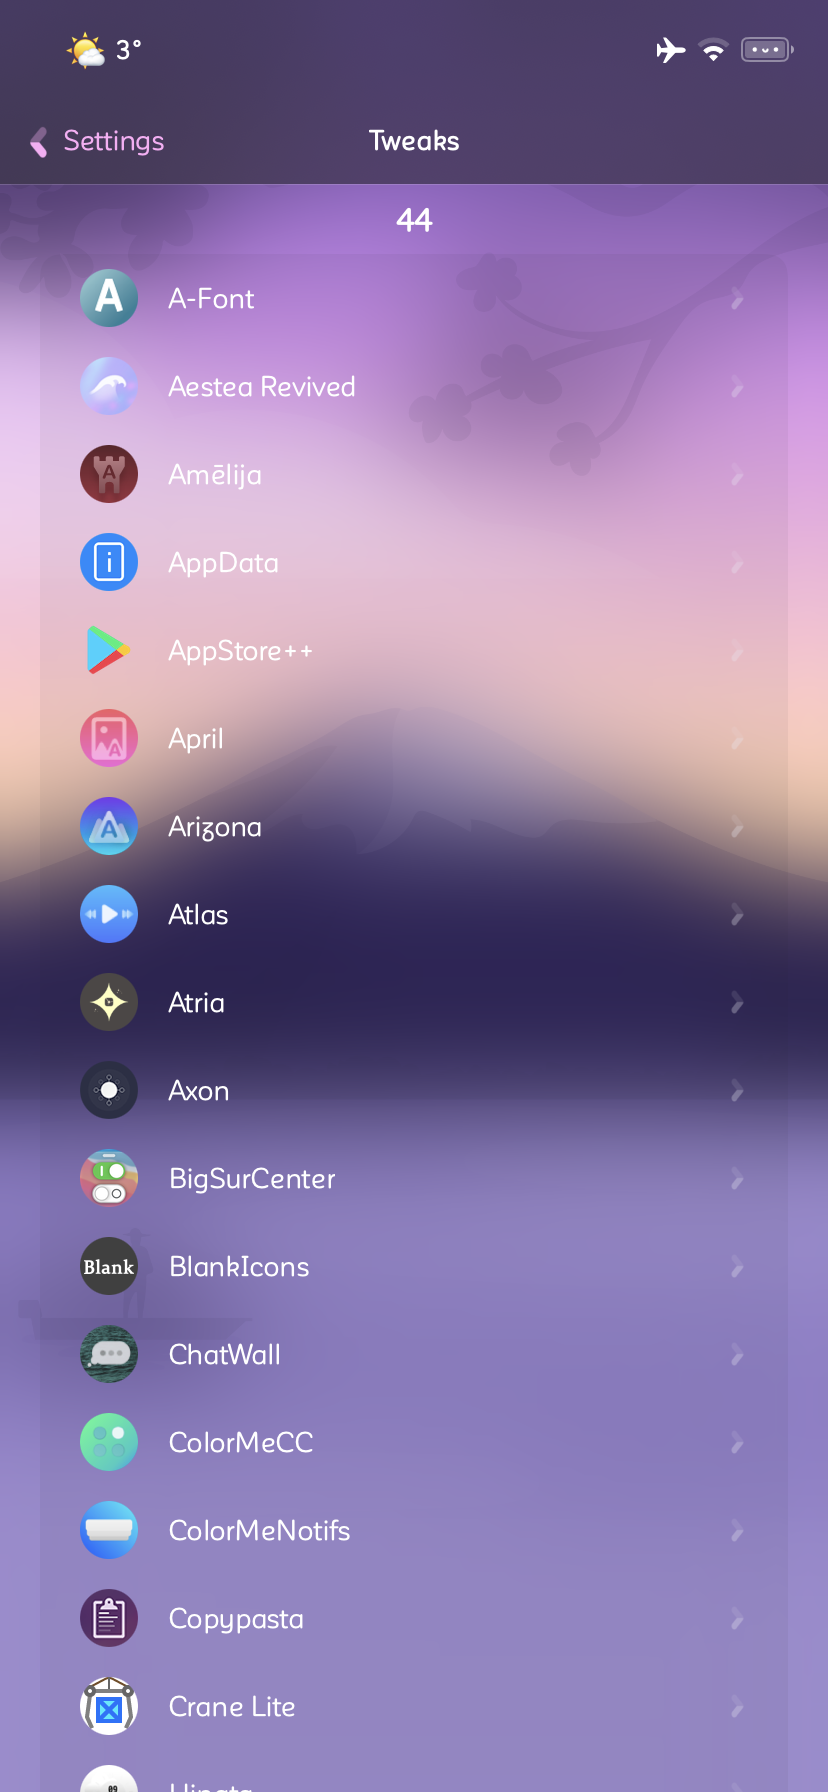 3°
Settings
Tweaks
44
A
A-Font
Aestea Revived
A
Amēlija
i
AppData
AppStore++
A
April
A
Arizona
Atlas
Atria
Axon
BigSurCenter
Blank
BlankIcons
ChatWall
ColorMeCC
ColorMeNotifs
Copypasta
Crane Lite
09